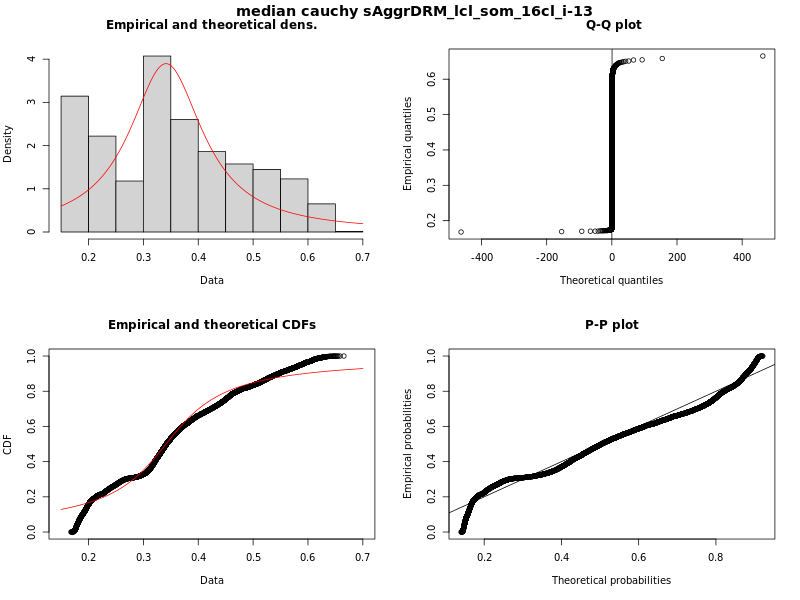 median cauchy sAggrDRM_lcl_som_16cl_i-13
Empirical and theoretical dens.
Density
0 1 2 3 4
0.2 0.3 0.4 0.5 0.6 0.7
Data
Q-Q plot
Empirical quantiles
0.2 0.3 0.4 0.5 0.6
-400 -200 0 200 400
Theoretical quantiles
Empirical and theoretical CDFs
CDF
0.0 0.2 0.4 0.6 0.8 1.0
0.2 0.3 0.4 0.5 0.6 0.7
Data
P-P plot
Empirical probabilities
0.0 0.2 0.4 0.6 0.8 1.0
0.2 0.4 0.6 0.8
Theoretical probabilities